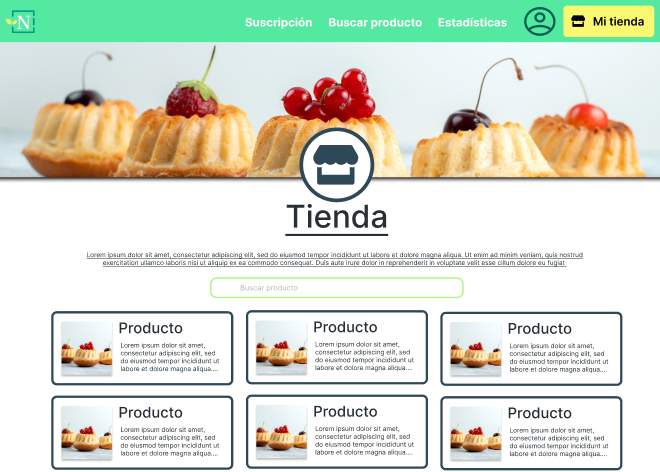 N
Suscripción Buscar producto Estadísticas Mi tienda
Tienda
Lorem ipsum dolor sit amet, consectetur adipiscing elit, sed do eiusmod tempor incididunt ut labore et dolore magna aliqua. Ut enim ad minim veniam, quis nostrud
exercitation ullamco laboris nisi ut aliquip ex ea commodo consequat. Duis aute irure dolor in reprehenderit in voluptate velit esse cillum dolore eu fugiat
Buscar producto
Producto
Lorem ipsum dolor sit amet,
consectetur adipiscing elit, sed
do eiusmod tempor incididunt ut
labore et dolore magna aliqua....
Producto
Lorem ipsum dolor sit amet,
consectetur adipiscing elit, sed
do eiusmod tempor incididunt ut
labore et dolore magna aliqua....
Producto
Lorem ipsum dolor sit amet,
consectetur adipiscing elit, sed
do eiusmod tempor incididunt ut
labore et dolore magna aliqua....
Producto
Lorem ipsum dolor sit amet,
consectetur adipiscing elit, sed
do eiusmod tempor incididunt ut
labore et dolore magna aliqua....
Producto
Lorem ipsum dolor sit amet,
consectetur adipiscing elit, sed
do eiusmod tempor incididunt ut
labore et dolore magna aliqua....
Producto
Lorem ipsum dolor sit amet,
consectetur adipiscing elit, sed
do eiusmod tempor incididunt ut
labore et dolore magna aliqua....